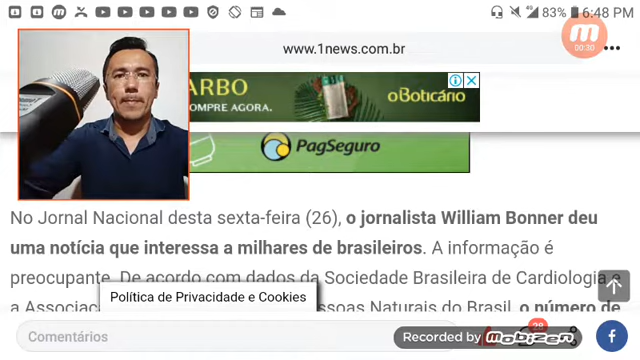 83% 6:48 PM
www.1news.com.br
00:30
ARBO
OMPRE AGORA.
oBoticário
PagSeguro
No Jornal Nacional desta sexta-feira (26), o jornalista William Bonner deu
uma notícia que interessa a milhares de brasileiros. A informação é
preocupante. De acordo com dados da Sociedade Brasileira de Cardiologia e
a Associaç
ssoas Naturais do Brasil, o número de
Política de Privacidade e Cookies
Comentários
Recorded by Mobizen
28